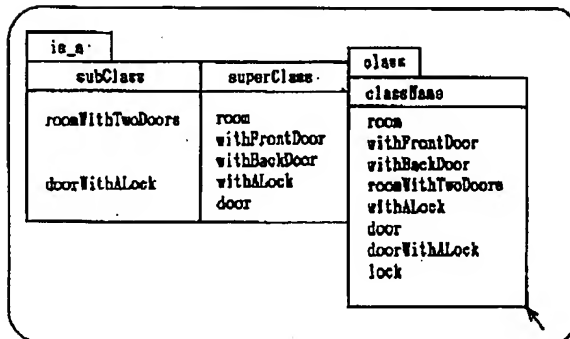 is_a
subClass superClass
roomWithTwoDoors room
withFrontDoor
withBackDoor
doorWithALock withALock
door
class
className
room
withFrontDoor
withBackDoor
roomWithTwoDoors
withALock
door
doorWithALock
lock